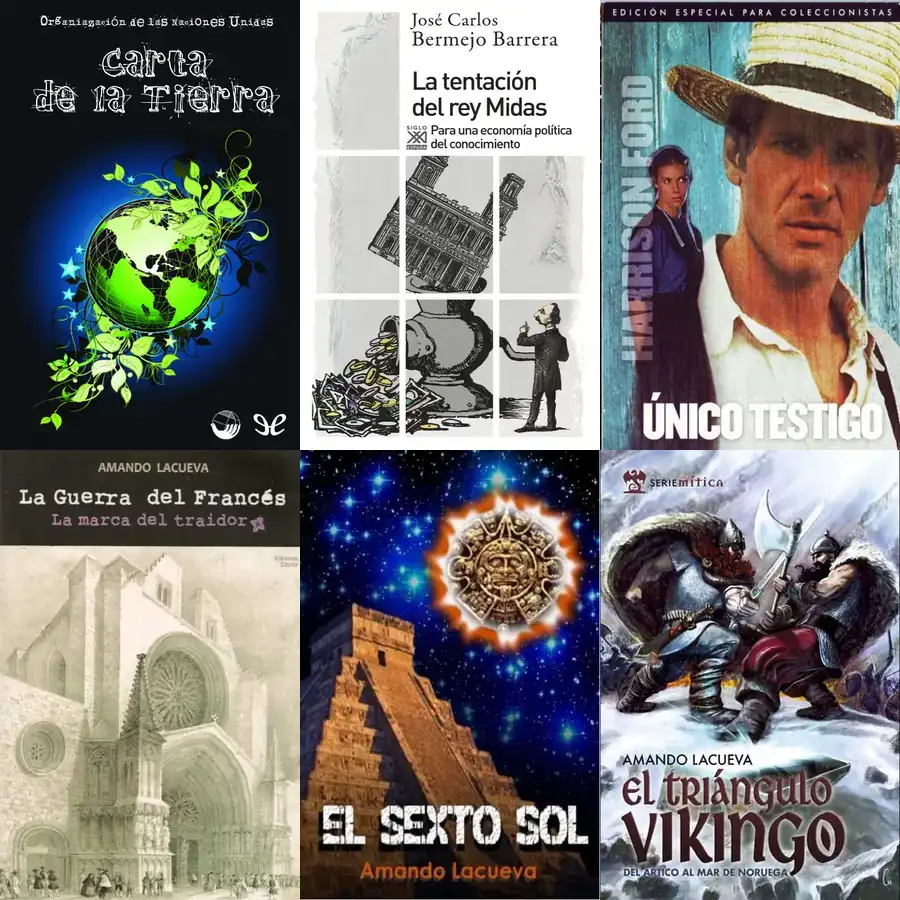 Organización de las Naciones Unidas
Carta
de la Tierra
José Carlos
Bermejo Barrera
La tentación
del rey Midas
SIGLO
XXI
ESPAÑA
Para una economía política
del conocimiento
EDICIÓN ESPECIAL PARA COLECCIONISTAS
HARRISON FORD
ÚNICO TESTIGO
AMANDO LACUEVA
La Guerra del Francés
La marca del traidor
SERIE MÍTICA
EL SEXTO SOL
Amando Lacueva
AMANDO LACUEVA
EL TRIÁNGULO
VIKINGO
DEL ÁRTICO AL MAR DE NORUEGA